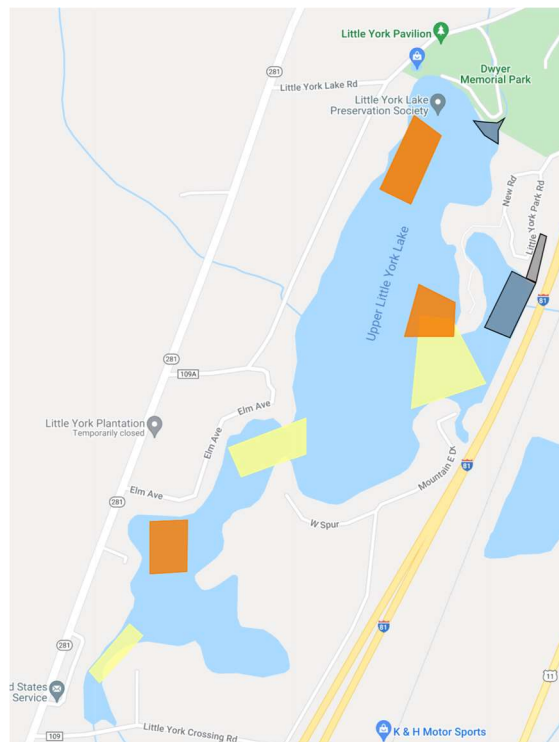 Little York Pavilion
Dwyer
Memorial Park
281
Little York Lake Rd
Little York Lake
Preservation Society
New Rd
Little York Park Rd
Upper Little York Lake
81
281
109A
Elm Ave
Little York Plantation
Temporarily closed
Elm Ave
Mountain E Dr
81
Elm Ave
281
W Spur
81
281
11
d States
Service
109
Little York Crossing Rd
K & H Motor Sports